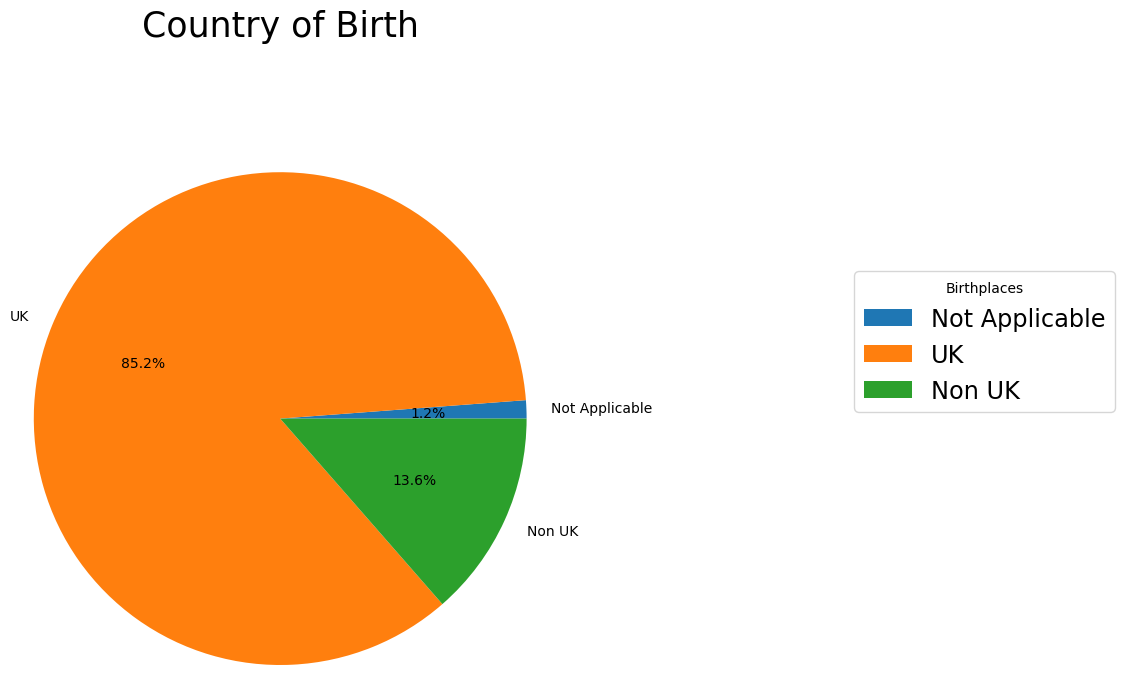 Country of Birth
UK
85.2%
1.2%
Not Applicable
13.6%
Non UK
Birthplaces
Not Applicable
UK
Non UK